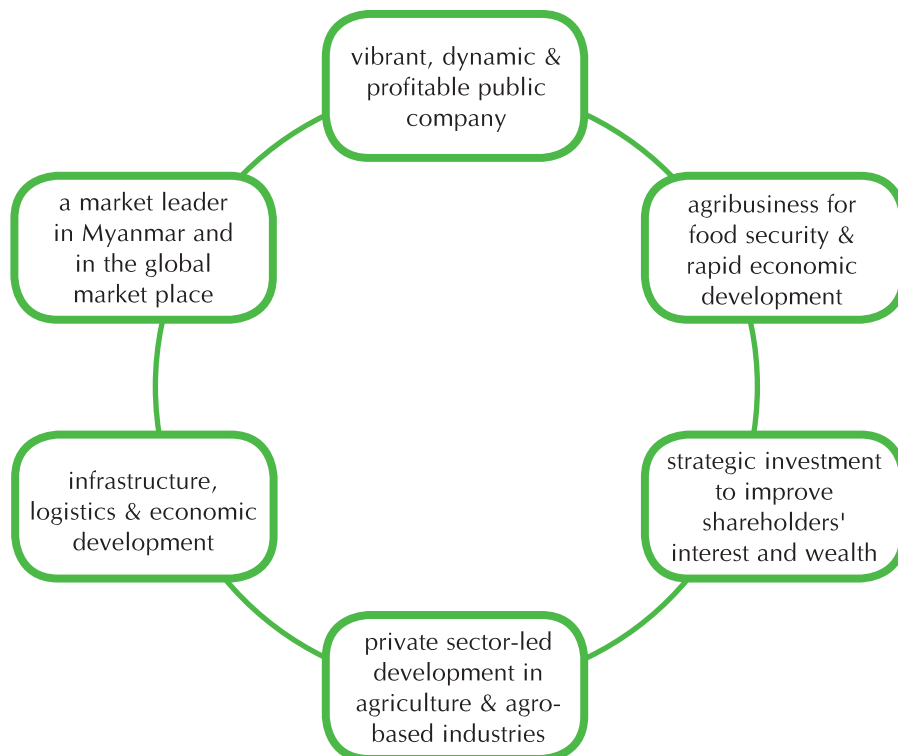 vibrant, dynamic &
profitable public
company
agribusiness for
food security &
rapid economic
development
strategic investment
to improve
shareholders'
interest and wealth
private sector-led
development in
agriculture & agro-
based industries
infrastructure,
logistics & economic
development
a market leader
in Myanmar and
in the global
market place